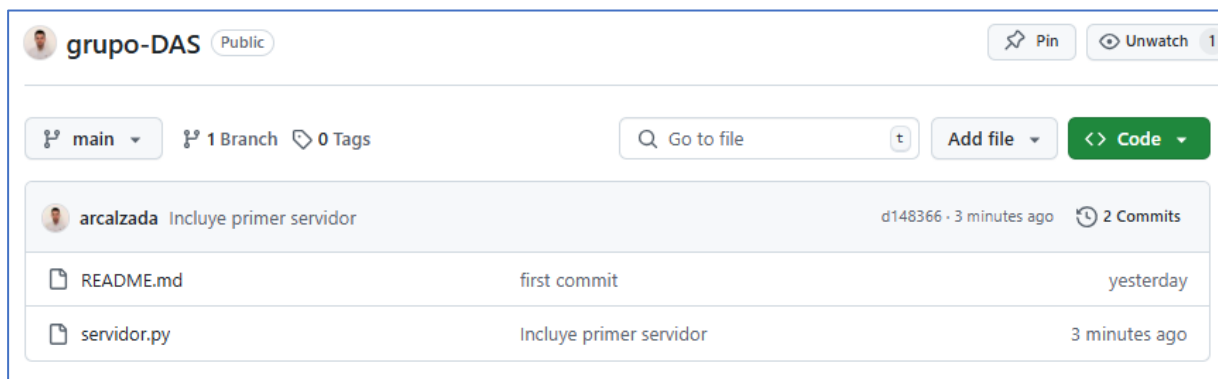 grupo-DAS Public Pin Unwatch 1
main 1 Branch 0 Tags Go to file t Add file Code
arcalzada Incluye primer servidor d148366 · 3 minutes ago 2 Commits
README.md first commit yesterday
servidor.py Incluye primer servidor 3 minutes ago